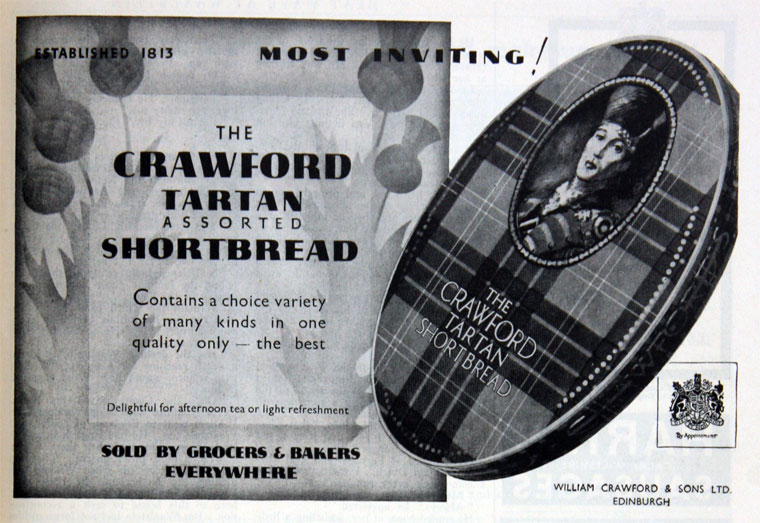 ESTABLISHED 1813
MOST INVITING!
THE
CRAWFORD
TARTAN
ASSORTED
SHORTBREAD
Contains a choice variety
of many kinds in one
quality only — the best
Delightful for afternoon tea or light refreshment
SOLD BY GROCERS & BAKERS
EVERYWHERE
THE
CRAWFORD
TARTAN
SHORTBREAD
By Appointment
WILLIAM CRAWFORD & SONS LTD.
EDINBURGH